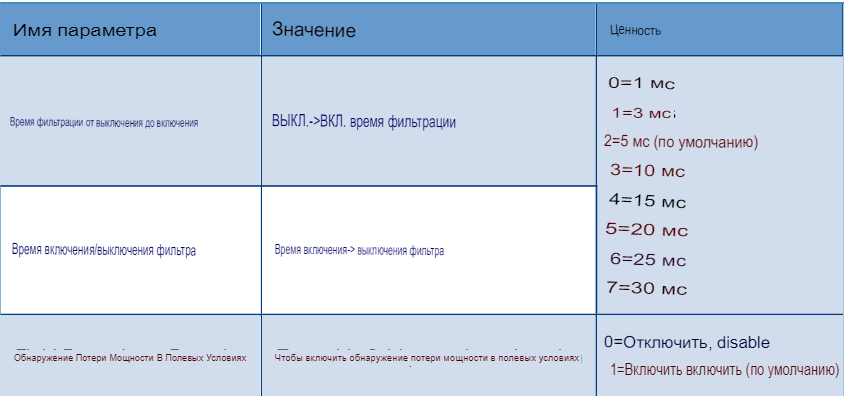 Имя параметра
Значение
Ценность
Время фильтрации от выключения до включения
ВЫКЛ.->ВКЛ. время фильтрации
0=1 мс
1=3 мс;
2=5 мс (по умолчанию)
3=10 мс
4=15 мс
5=20 мс
6=25 мс
7=30 мс
Время включения/выключения фильтра
Время включения-> выключения фильтра
Обнаружение Потери Мощности В Полевых Условиях
Чтобы включить обнаружение потери мощности в полевых условиях
0=Отключить, disable
1=Включить включить (по умолчанию)